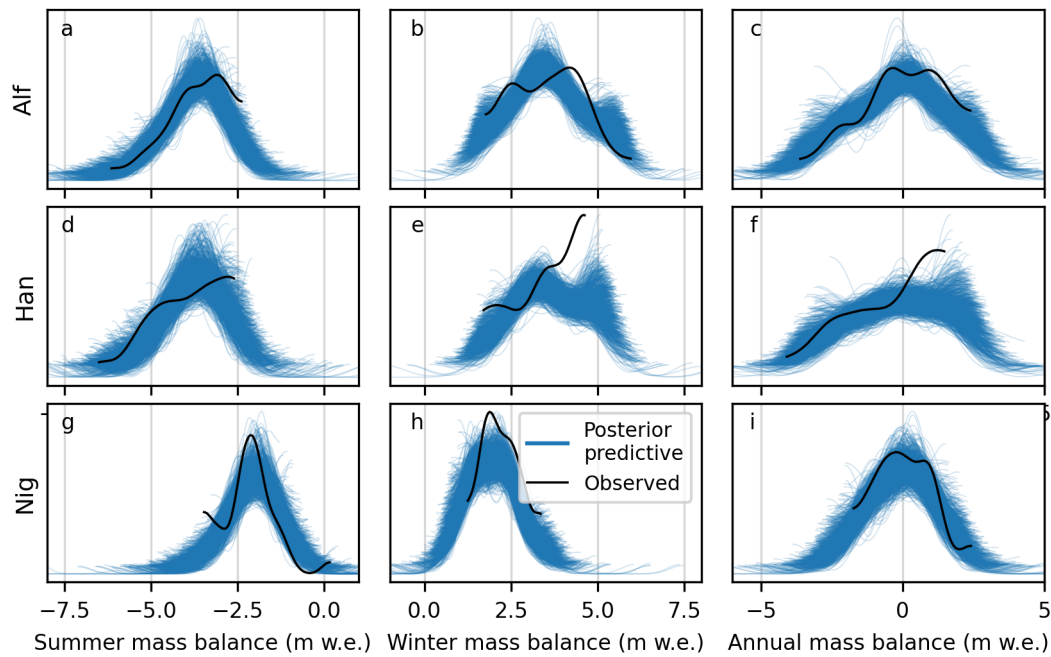 a
b
c
Alf
d
e
f
Han
g
h
i
Posterior
predictive
Observed
Nig
−7.5 −5.0 −2.5 0.0
0.0 2.5 5.0 7.5
−5 0 5
Summer mass balance (m w.e.)
Winter mass balance (m w.e.)
Annual mass balance (m w.e.)